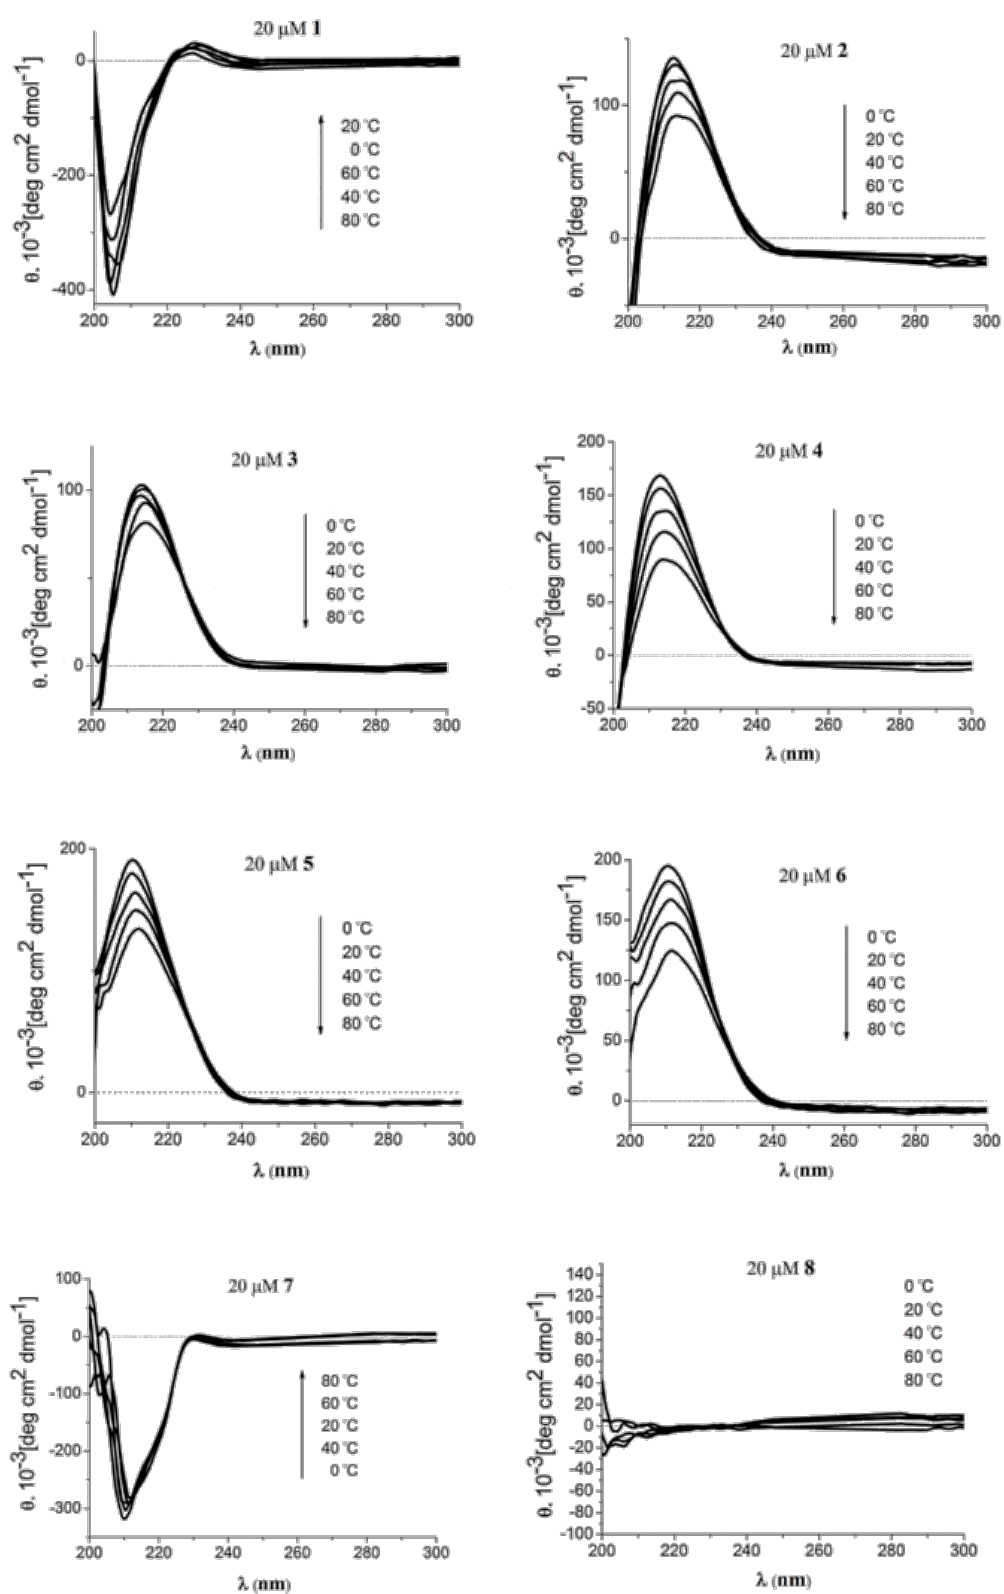 20 μM 1
θ. 10⁻³[deg cm² dmol⁻¹]
0
-200
-400
20 °C
0 °C
60 °C
40 °C
80 °C
200 220 240 260 280 300
λ (nm)
20 μM 2
θ. 10⁻³[deg cm² dmol⁻¹]
100
0
0 °C
20 °C
40 °C
60 °C
80 °C
200 220 240 260 280 300
λ (nm)
20 μM 3
θ. 10⁻³[deg cm² dmol⁻¹]
100
0
0 °C
20 °C
40 °C
60 °C
80 °C
200 220 240 260 280 300
λ (nm)
20 μM 4
θ. 10⁻³[deg cm² dmol⁻¹]
200
150
100
50
0
-50
0 °C
20 °C
40 °C
60 °C
80 °C
200 220 240 260 280 300
λ (nm)
20 μM 5
θ. 10⁻³[deg cm² dmol⁻¹]
200
0
0 °C
20 °C
40 °C
60 °C
80 °C
200 220 240 260 280 300
λ (nm)
20 μM 6
θ. 10⁻³[deg cm² dmol⁻¹]
200
150
100
50
0
0 °C
20 °C
40 °C
60 °C
80 °C
200 220 240 260 280 300
λ (nm)
20 μM 7
θ. 10⁻³[deg cm² dmol⁻¹]
100
0
-100
-200
-300
80 °C
60 °C
20 °C
40 °C
0 °C
200 220 240 260 280 300
λ (nm)
20 μM 8
θ. 10⁻³[deg cm² dmol⁻¹]
140
120
100
80
60
40
20
0
-20
-40
-60
-80
-100
0 °C
20 °C
40 °C
60 °C
80 °C
200 220 240 260 280 300
λ (nm)